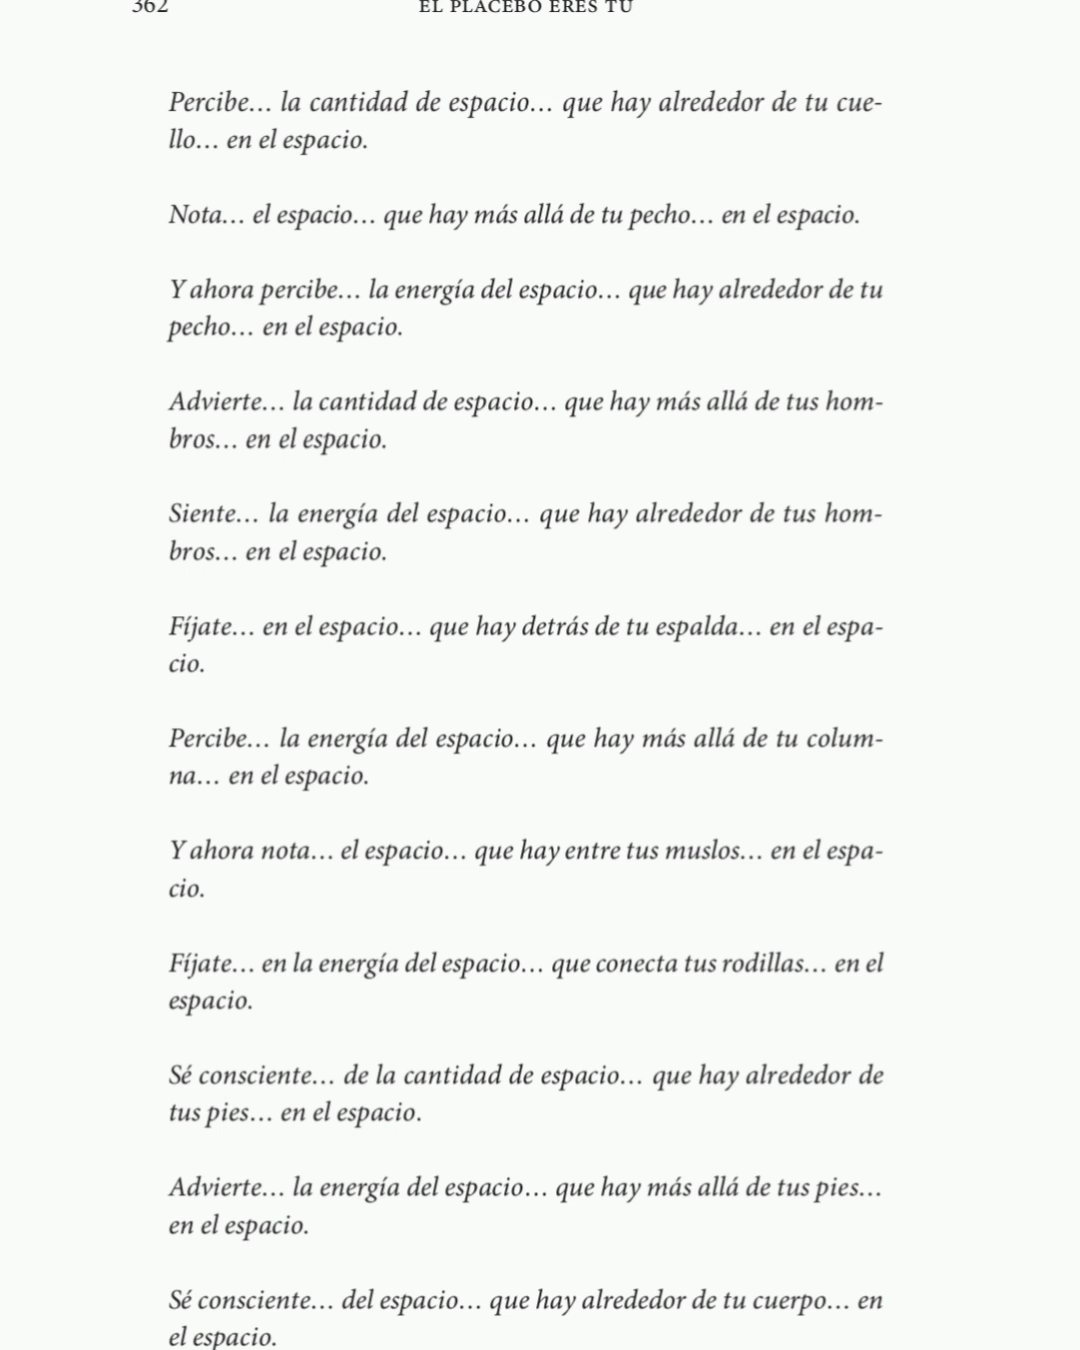 362 EL PLACEBO ERES TÚ
Percibe… la cantidad de espacio… que hay alrededor de tu cue-
llo… en el espacio.
Nota… el espacio… que hay más allá de tu pecho… en el espacio.
Y ahora percibe… la energía del espacio… que hay alrededor de tu
pecho… en el espacio.
Advierte… la cantidad de espacio… que hay más allá de tus hom-
bros… en el espacio.
Siente… la energía del espacio… que hay alrededor de tus hom-
bros… en el espacio.
Fíjate… en el espacio… que hay detrás de tu espalda… en el espa-
cio.
Percibe… la energía del espacio… que hay más allá de tu colum-
na… en el espacio.
Y ahora nota… el espacio… que hay entre tus muslos… en el espa-
cio.
Fíjate… en la energía del espacio… que conecta tus rodillas… en el
espacio.
Sé consciente… de la cantidad de espacio… que hay alrededor de
tus pies… en el espacio.
Advierte… la energía del espacio… que hay más allá de tus pies…
en el espacio.
Sé consciente… del espacio… que hay alrededor de tu cuerpo… en
el espacio.